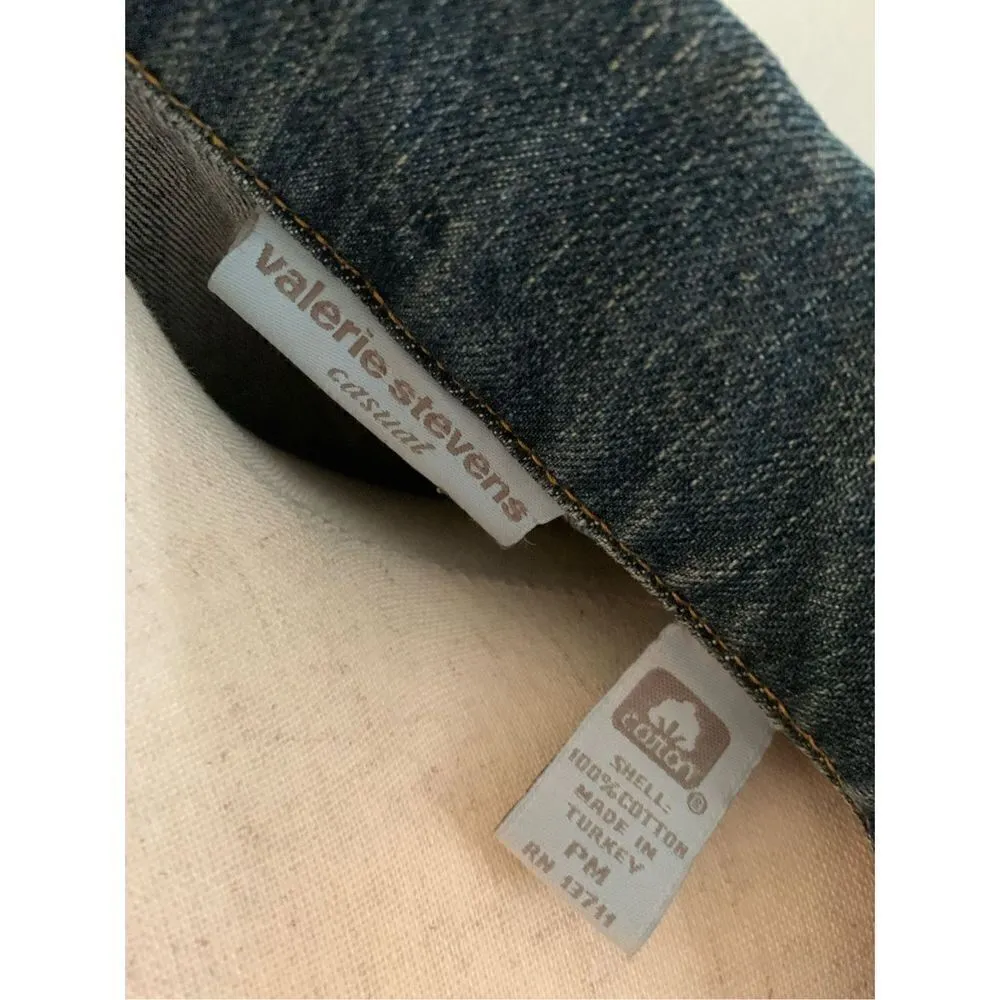 valerie stevens
casual
cotton ®
SHELL:
100%COTTON
MADE IN
TURKEY
PM
RN 13711